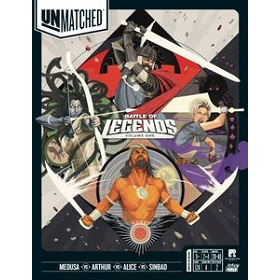 UNMATCHED
BATTLE OF
LEGENDS
VOLUME ONE
MEDUSA VS ARTHUR VS ALICE VS SINBAD